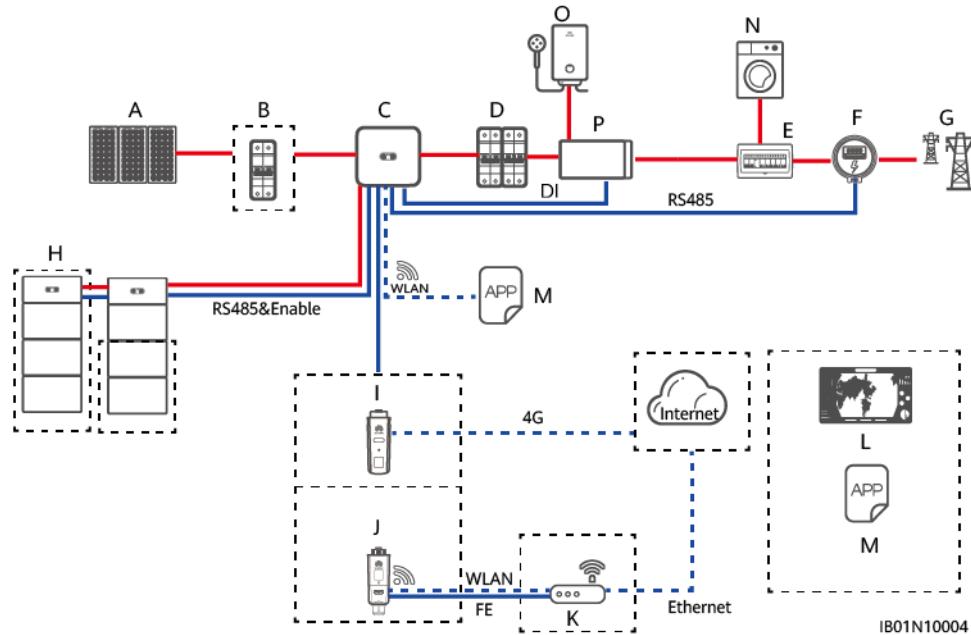 O
N
A
B
C
D
P
E
F
G
DI
RS485
H
WLAN
APP
M
RS485&Enable
I
4G
Internet
L
APP
M
J
WLAN
FE
K
Ethernet
IB01N10004